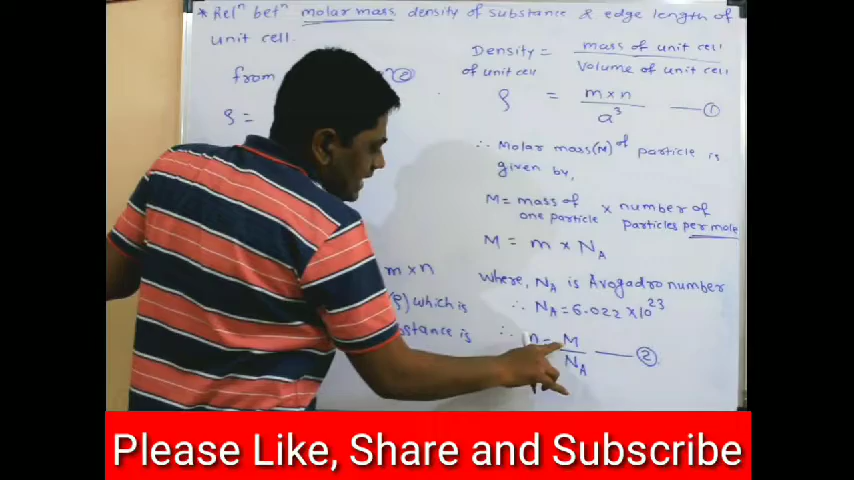 * Relⁿ betⁿ molar mass, density of substance & edge length of
unit cell.
from ②
ρ =
m × n
(ρ) which is
stance is
Density = mass of unit cell
of unit cell Volume of unit cell
ρ = m × n / a³ —— ①
∴ Molar mass(M) of particle is
given by,
M = mass of × number of
one particle particles per mole
M = m × N_A
Where, N_A is Avogadro number
∴ N_A = 6.022 × 10²³
∴ = M / N_A —— ②
Please Like, Share and Subscribe